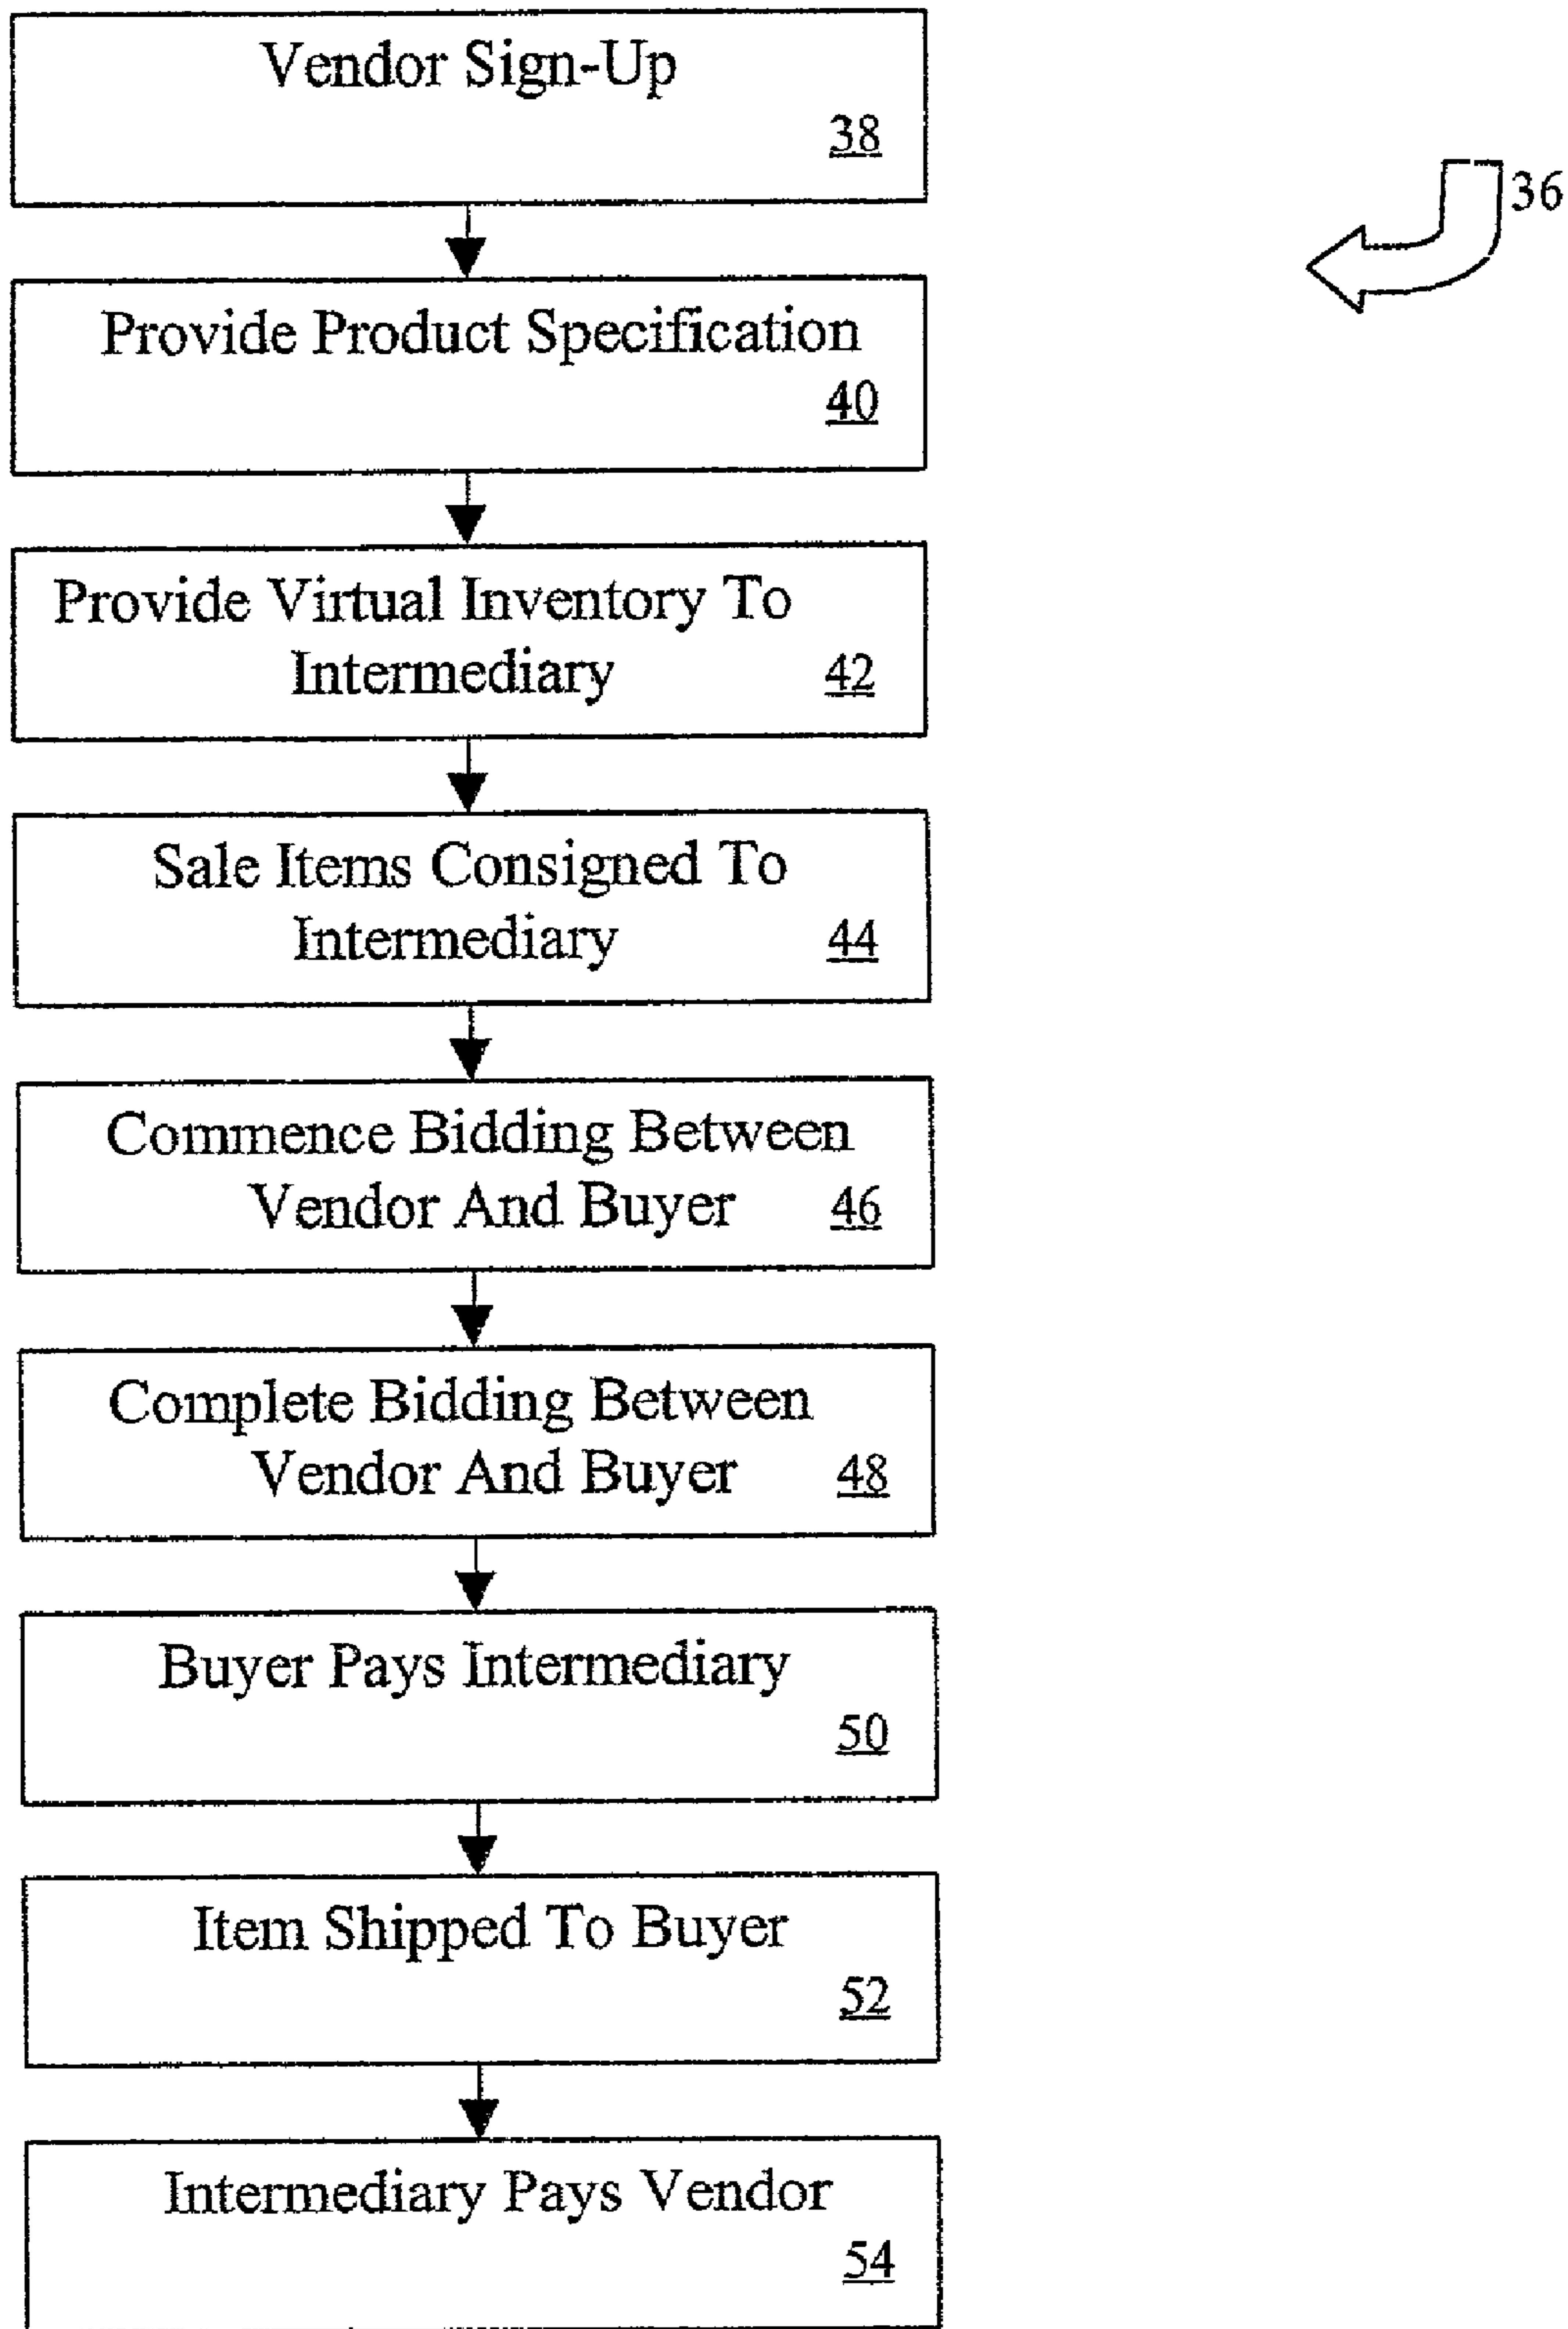 Vendor Sign-Up
38
36
Provide Product Specification
40
Provide Virtual Inventory To
Intermediary 42
Sale Items Consigned To
Intermediary 44
Commence Bidding Between
Vendor And Buyer 46
Complete Bidding Between
Vendor And Buyer 48
Buyer Pays Intermediary
50
Item Shipped To Buyer
52
Intermediary Pays Vendor
54